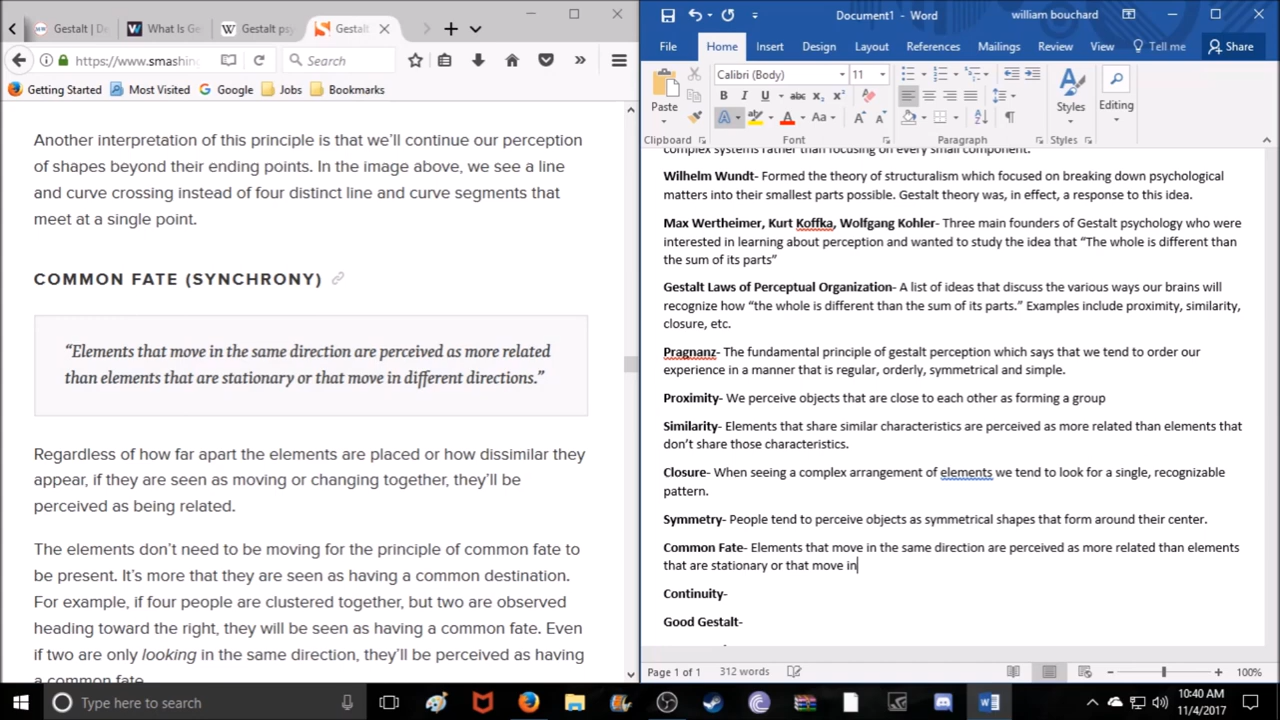 Gestalt | De
What Is Ge
Gestalt psy
Gestalt
https://www.smashin
Search
Getting Started
Most Visited
Google
Jobs
Bookmarks
Another interpretation of this principle is that we'll continue our perception
of shapes beyond their ending points. In the image above, we see a line
and curve crossing instead of four distinct line and curve segments that
meet at a single point.
COMMON FATE (SYNCHRONY)
“Elements that move in the same direction are perceived as more related
than elements that are stationary or that move in different directions.”
Regardless of how far apart the elements are placed or how dissimilar they
appear, if they are seen as moving or changing together, they'll be
perceived as being related.
The elements don't need to be moving for the principle of common fate to
be present. It's more that they are seen as having a common destination.
For example, if four people are clustered together, but two are observed
heading toward the right, they will be seen as having a common fate. Even
if two are only looking in the same direction, they'll be perceived as having
a common fate.
Document1 - Word
william bouchard
File Home Insert Design Layout References Mailings Review View Tell me Share
Calibri (Body) 11
Paste
Styles
Editing
Clipboard Font Paragraph Styles
complex systems rather than focusing on every small component.
Wilhelm Wundt- Formed the theory of structuralism which focused on breaking down psychological
matters into their smallest parts possible. Gestalt theory was, in effect, a response to this idea.
Max Wertheimer, Kurt Koffka, Wolfgang Kohler- Three main founders of Gestalt psychology who were
interested in learning about perception and wanted to study the idea that “The whole is different than
the sum of its parts”
Gestalt Laws of Perceptual Organization- A list of ideas that discuss the various ways our brains will
recognize how “the whole is different than the sum of its parts.” Examples include proximity, similarity,
closure, etc.
Pragnanz- The fundamental principle of gestalt perception which says that we tend to order our
experience in a manner that is regular, orderly, symmetrical and simple.
Proximity- We perceive objects that are close to each other as forming a group
Similarity- Elements that share similar characteristics are perceived as more related than elements that
don't share those characteristics.
Closure- When seeing a complex arrangement of elements we tend to look for a single, recognizable
pattern.
Symmetry- People tend to perceive objects as symmetrical shapes that form around their center.
Common Fate- Elements that move in the same direction are perceived as more related than elements
that are stationary or that move in
Continuity-
Good Gestalt-
Page 1 of 1 312 words
100%
Type here to search
10:40 AM
11/4/2017